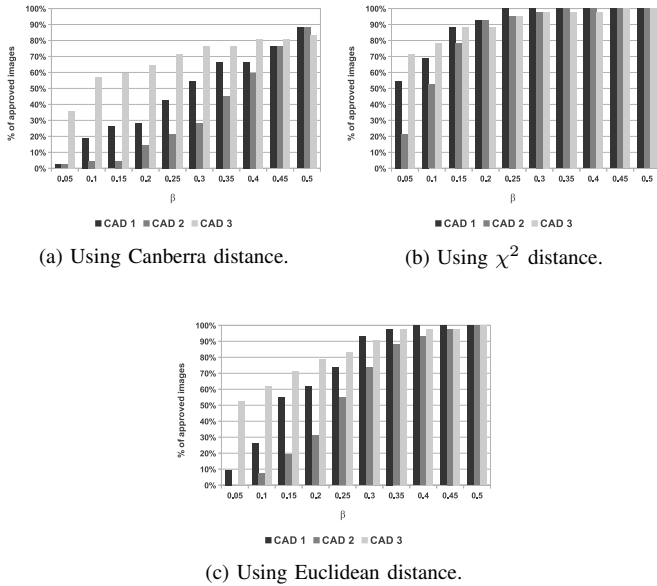 % of approved images
100%
90%
80%
70%
60%
50%
40%
30%
20%
10%
0%
0.05 0.1 0.15 0.2 0.25 0.3 0.35 0.4 0.45 0.5
β
CAD 1 CAD 2 CAD 3
(a) Using Canberra distance.
% of approved images
100%
90%
80%
70%
60%
50%
40%
30%
20%
10%
0%
0.05 0.1 0.15 0.2 0.25 0.3 0.35 0.4 0.45 0.5
β
CAD 1 CAD 2 CAD 3
(b) Using χ² distance.
% of approved images
100%
90%
80%
70%
60%
50%
40%
30%
20%
10%
0%
0.05 0.1 0.15 0.2 0.25 0.3 0.35 0.4 0.45 0.5
β
CAD 1 CAD 2 CAD 3
(c) Using Euclidean distance.